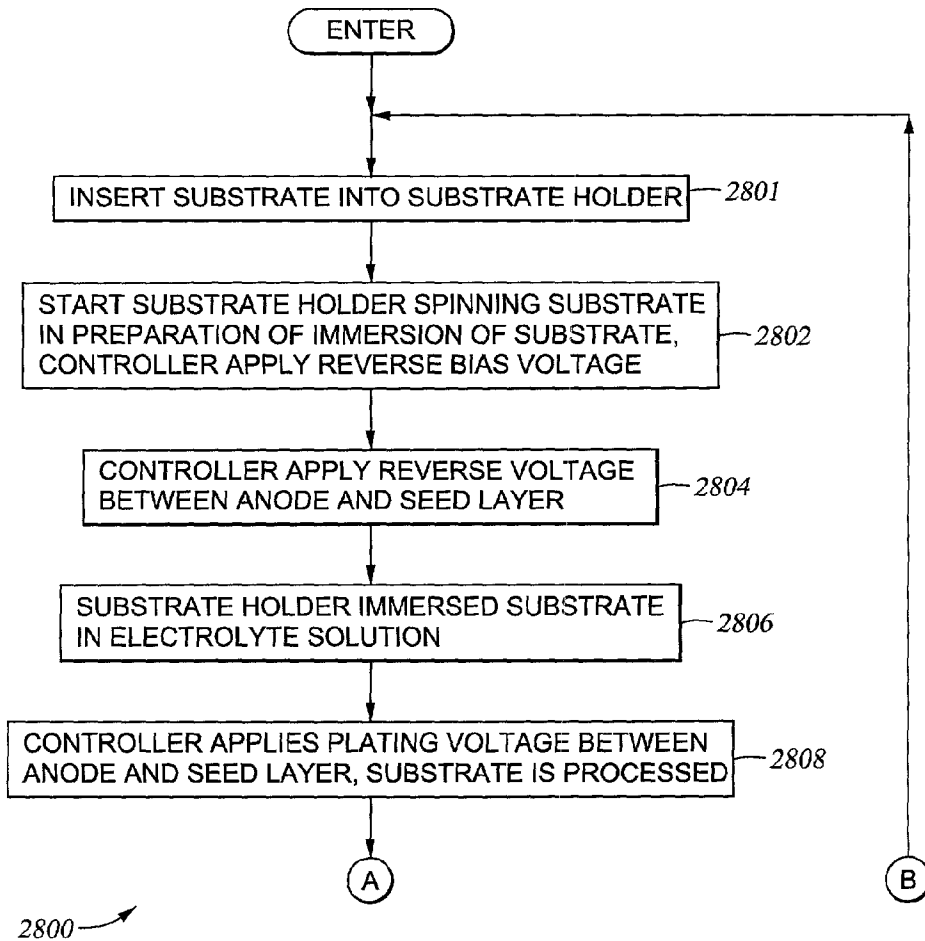 ENTER
INSERT SUBSTRATE INTO SUBSTRATE HOLDER
2801
START SUBSTRATE HOLDER SPINNING SUBSTRATE
IN PREPARATION OF IMMERSION OF SUBSTRATE,
CONTROLLER APPLY REVERSE BIAS VOLTAGE
2802
CONTROLLER APPLY REVERSE VOLTAGE
BETWEEN ANODE AND SEED LAYER
2804
SUBSTRATE HOLDER IMMERSED SUBSTRATE
IN ELECTROLYTE SOLUTION
2806
CONTROLLER APPLIES PLATING VOLTAGE BETWEEN
ANODE AND SEED LAYER, SUBSTRATE IS PROCESSED
2808
A
B
2800